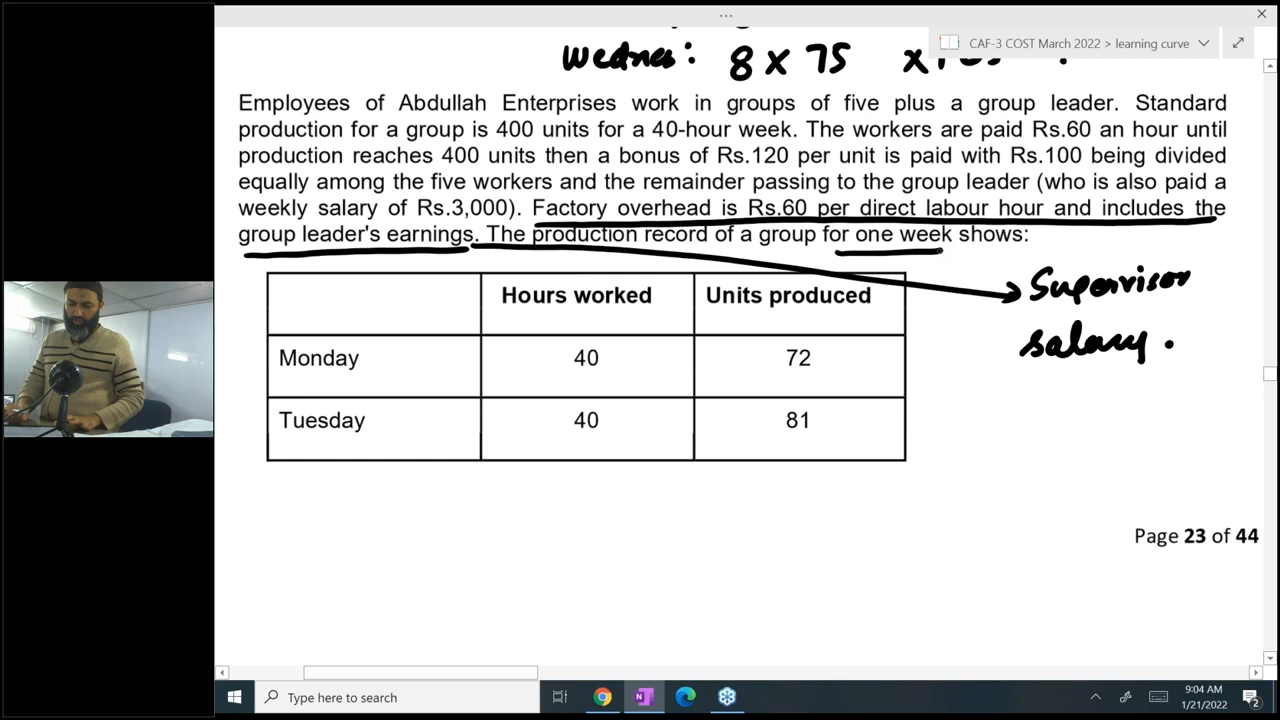 CAF-3 COST March 2022 > learning curve
Wednes: 8 x 75 x
Employees of Abdullah Enterprises work in groups of five plus a group leader. Standard
production for a group is 400 units for a 40-hour week. The workers are paid Rs.60 an hour until
production reaches 400 units then a bonus of Rs.120 per unit is paid with Rs.100 being divided
equally among the five workers and the remainder passing to the group leader (who is also paid a
weekly salary of Rs.3,000). Factory overhead is Rs.60 per direct labour hour and includes the
group leader's earnings. The production record of a group for one week shows:
Hours worked Units produced
Monday 40 72
Tuesday 40 81
Supervisor
salary.
Page 23 of 44
Type here to search
9:04 AM
1/21/2022
2